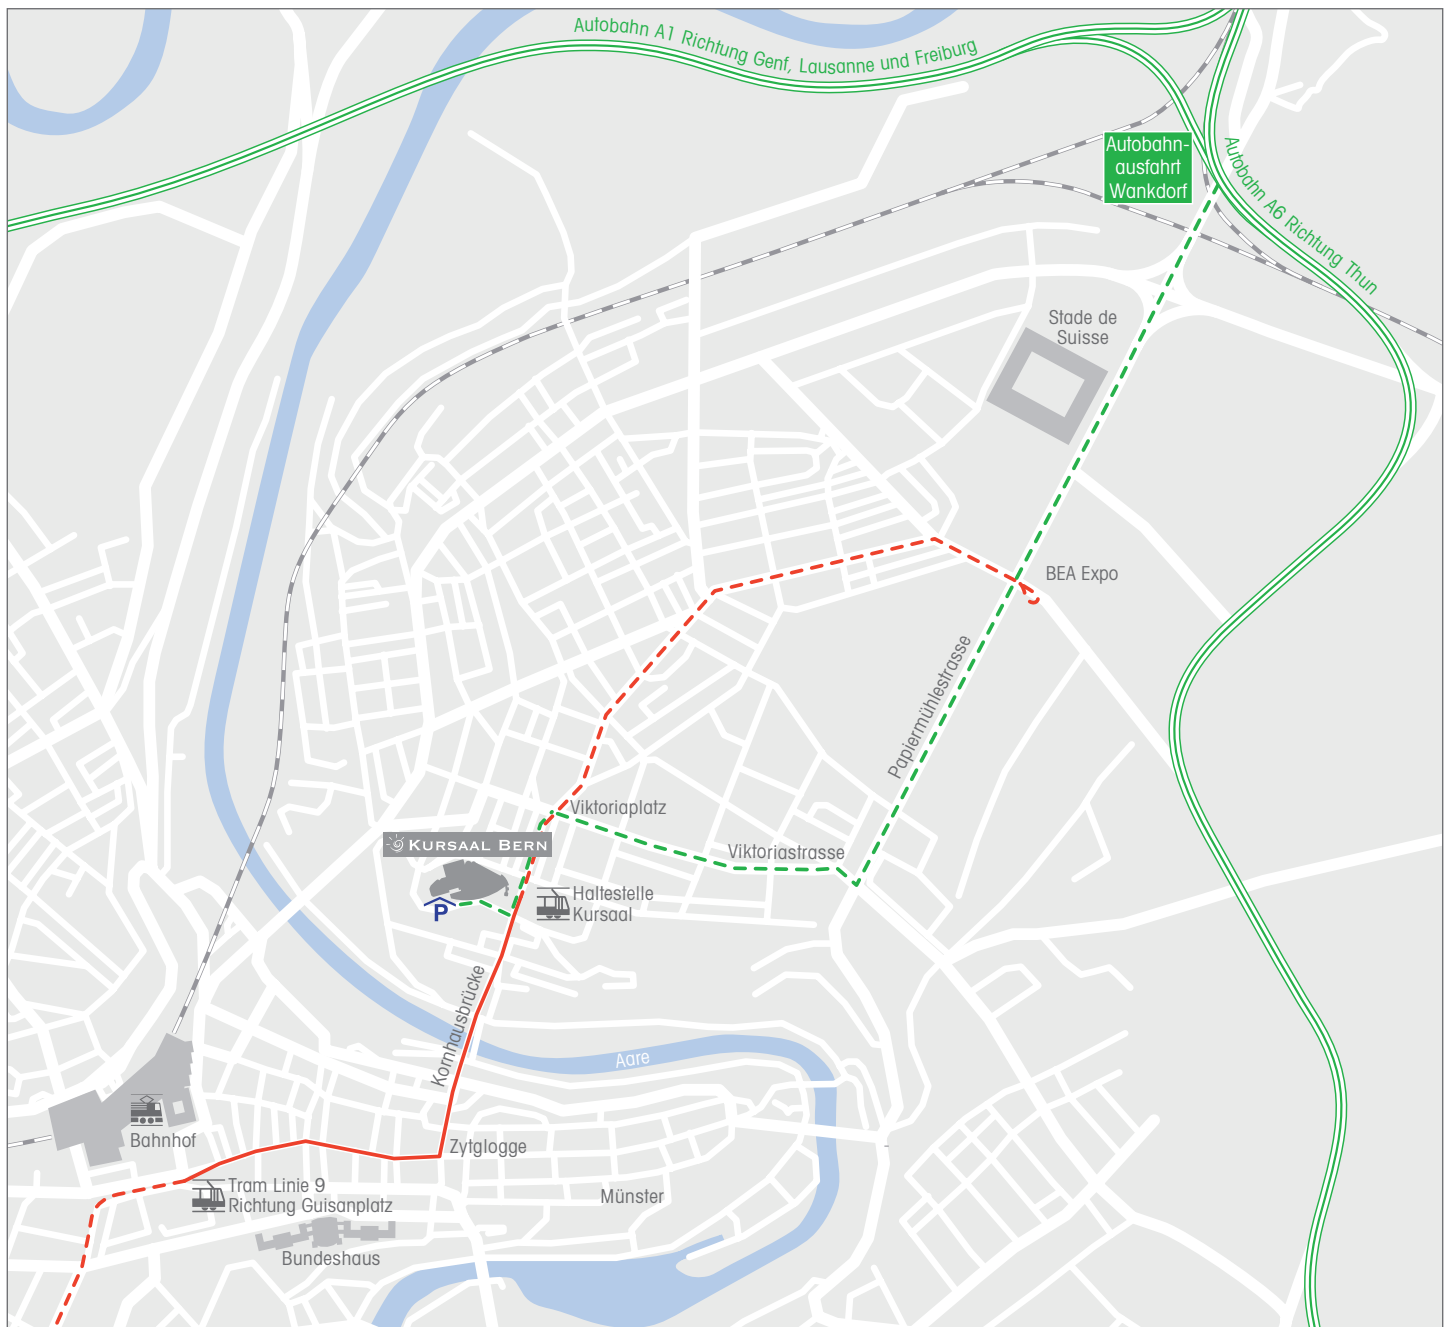 Autobahn A1 Richtung Genf, Lausanne und Freiburg
Autobahn-
ausfahrt
Wankdorf
Autobahn A6 Richtung Thun
Stade de
Suisse
BEA Expo
Papiermühlestrasse
Viktoriaplatz
KURSAAL BERN
Viktoriastrasse
Haltestelle
Kursaal
P
Kornhausbrücke
Aare
Bahnhof
Zytglogge
Tram Linie 9
Richtung Guisanplatz
Münster
Bundeshaus